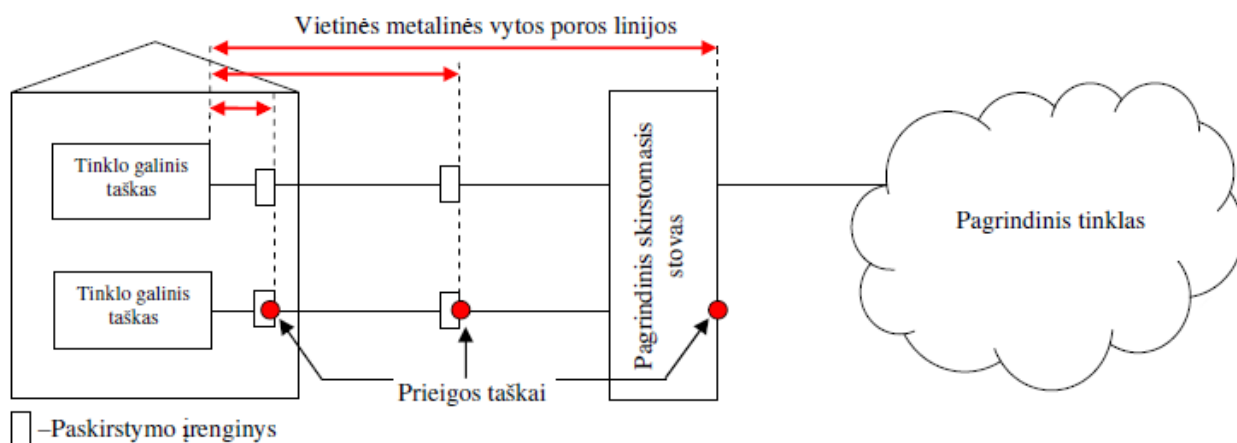 Vietinės metalinės vytos poros linijos
Tinklo galinis
taškas
Tinklo galinis
taškas
Pagrindinis skirstomasis
stovas
Pagrindinis tinklas
Prieigos taškai
–Paskirstymo įrenginys